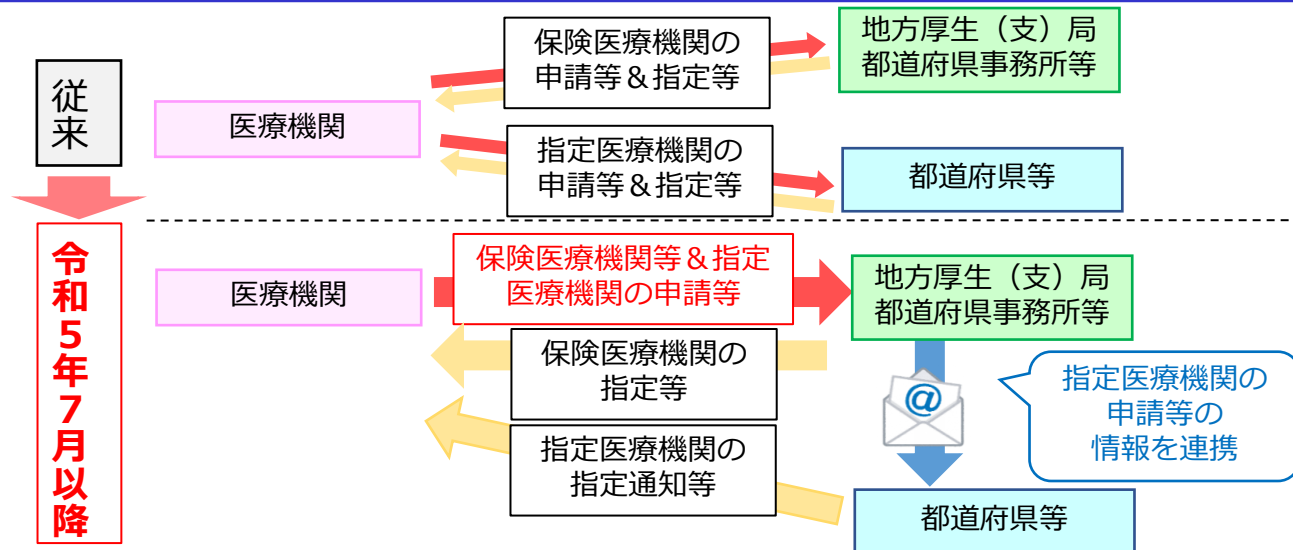 従来
医療機関
保険医療機関の
申請等＆指定等
地方厚生（支）局
都道府県事務所等
指定医療機関の
申請等＆指定等
都道府県等
令和５年７月以降
医療機関
保険医療機関等＆指定
医療機関の申請等
地方厚生（支）局
都道府県事務所等
保険医療機関の
指定等
@
指定医療機関の
申請等の
情報を連携
指定医療機関の
指定通知等
都道府県等